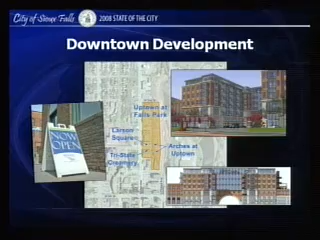 City of Sioux Falls 2008 STATE OF THE CITY
Downtown Development
Uptown at
Falls Park
Larson
Square
NOW
OPEN
Arches at
Uptown
Tri-State
Creamery